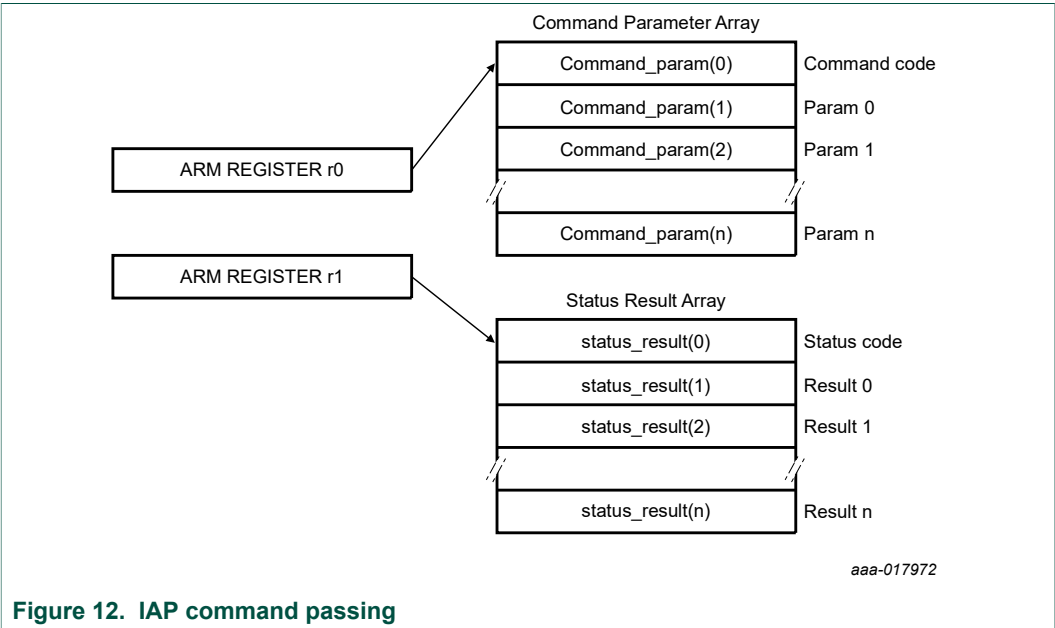 Command Parameter Array
Command_param(0) Command code
Command_param(1) Param 0
Command_param(2) Param 1
ARM REGISTER r0
Command_param(n) Param n
ARM REGISTER r1
Status Result Array
status_result(0) Status code
status_result(1) Result 0
status_result(2) Result 1
status_result(n) Result n
aaa-017972
Figure 12. IAP command passing